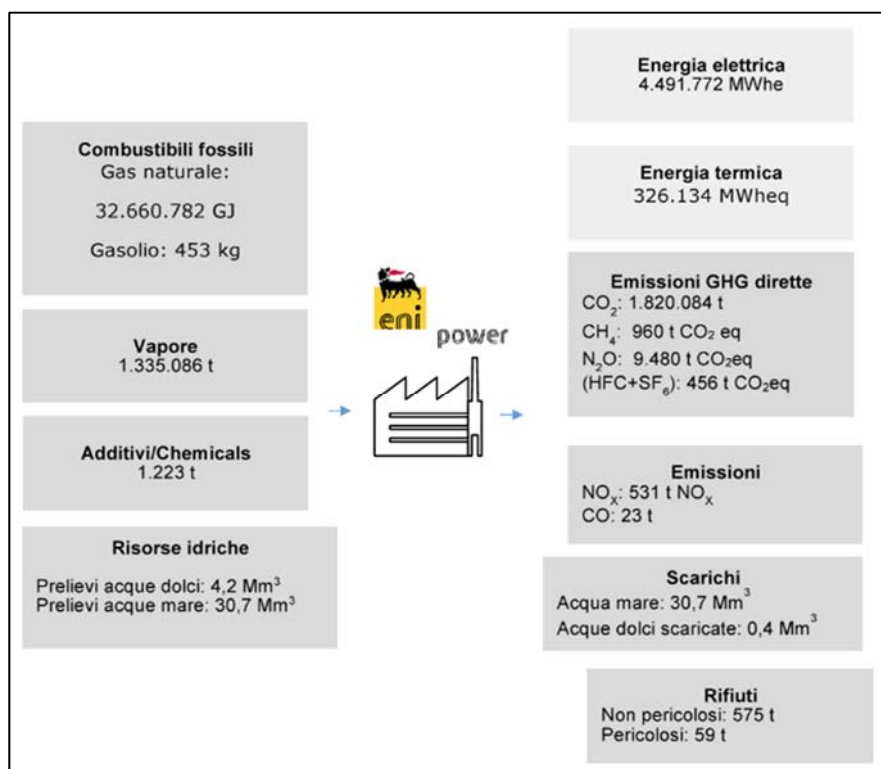 Combustibili fossili
Gas naturale:
32.660.782 GJ
Gasolio: 453 kg
Vapore
1.335.086 t
Additivi/Chemicals
1.223 t
Risorse idriche
Prelievi acque dolci: 4,2 Mm³
Prelievi acque mare: 30,7 Mm³
eni
power
Energia elettrica
4.491.772 MWhe
Energia termica
326.134 MWheq
Emissioni GHG dirette
CO₂: 1.820.084 t
CH₄: 960 t CO₂ eq
N₂O: 9.480 t CO₂eq
(HFC+SF₆): 456 t CO₂eq
Emissioni
NOₓ: 531 t NOₓ
CO: 23 t
Scarichi
Acqua mare: 30,7 Mm³
Acque dolci scaricate: 0,4 Mm³
Rifiuti
Non pericolosi: 575 t
Pericolosi: 59 t